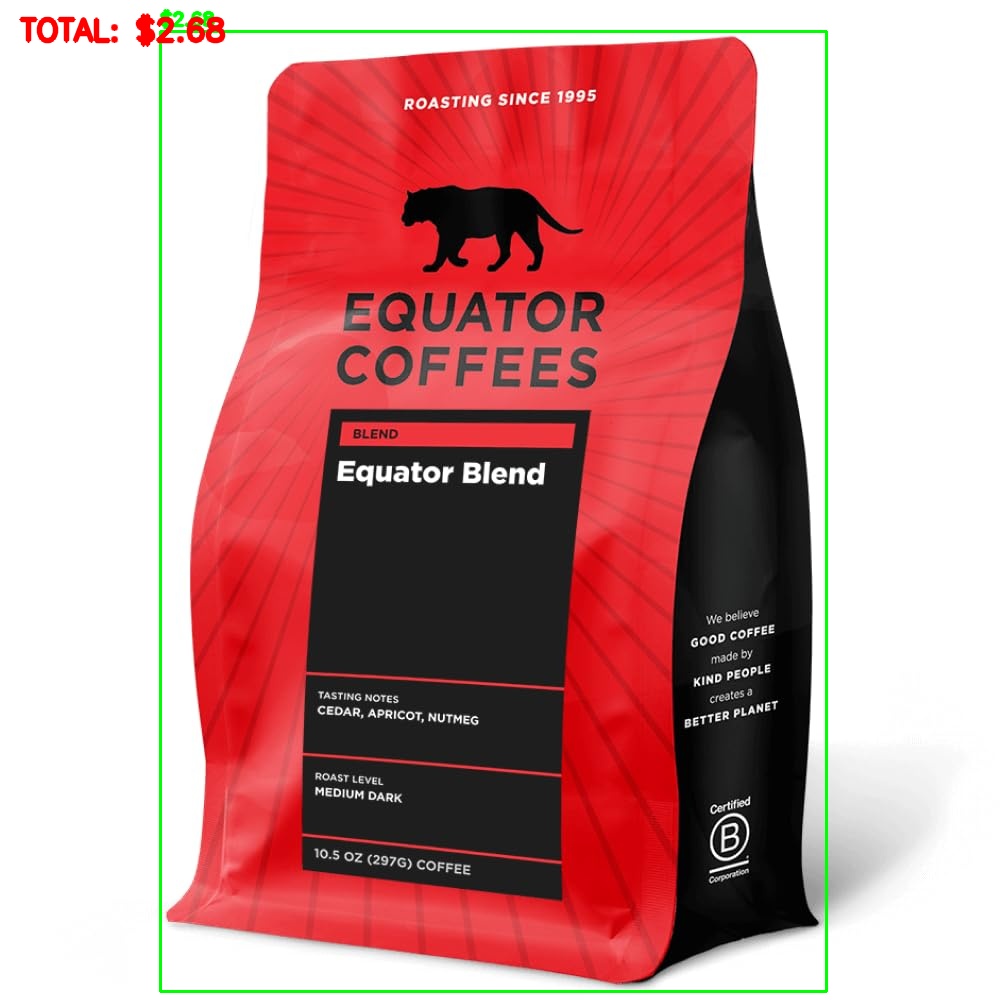 $2.68
TOTAL: $2.68
ROASTING SINCE 1995
EQUATOR
COFFEES
BLEND
Equator Blend
TASTING NOTES
CEDAR, APRICOT, NUTMEG
ROAST LEVEL
MEDIUM DARK
10.5 OZ (297G) COFFEE
We believe
GOOD COFFEE
made by
KIND PEOPLE
creates a
BETTER PLANET
Certified
B
Corporation